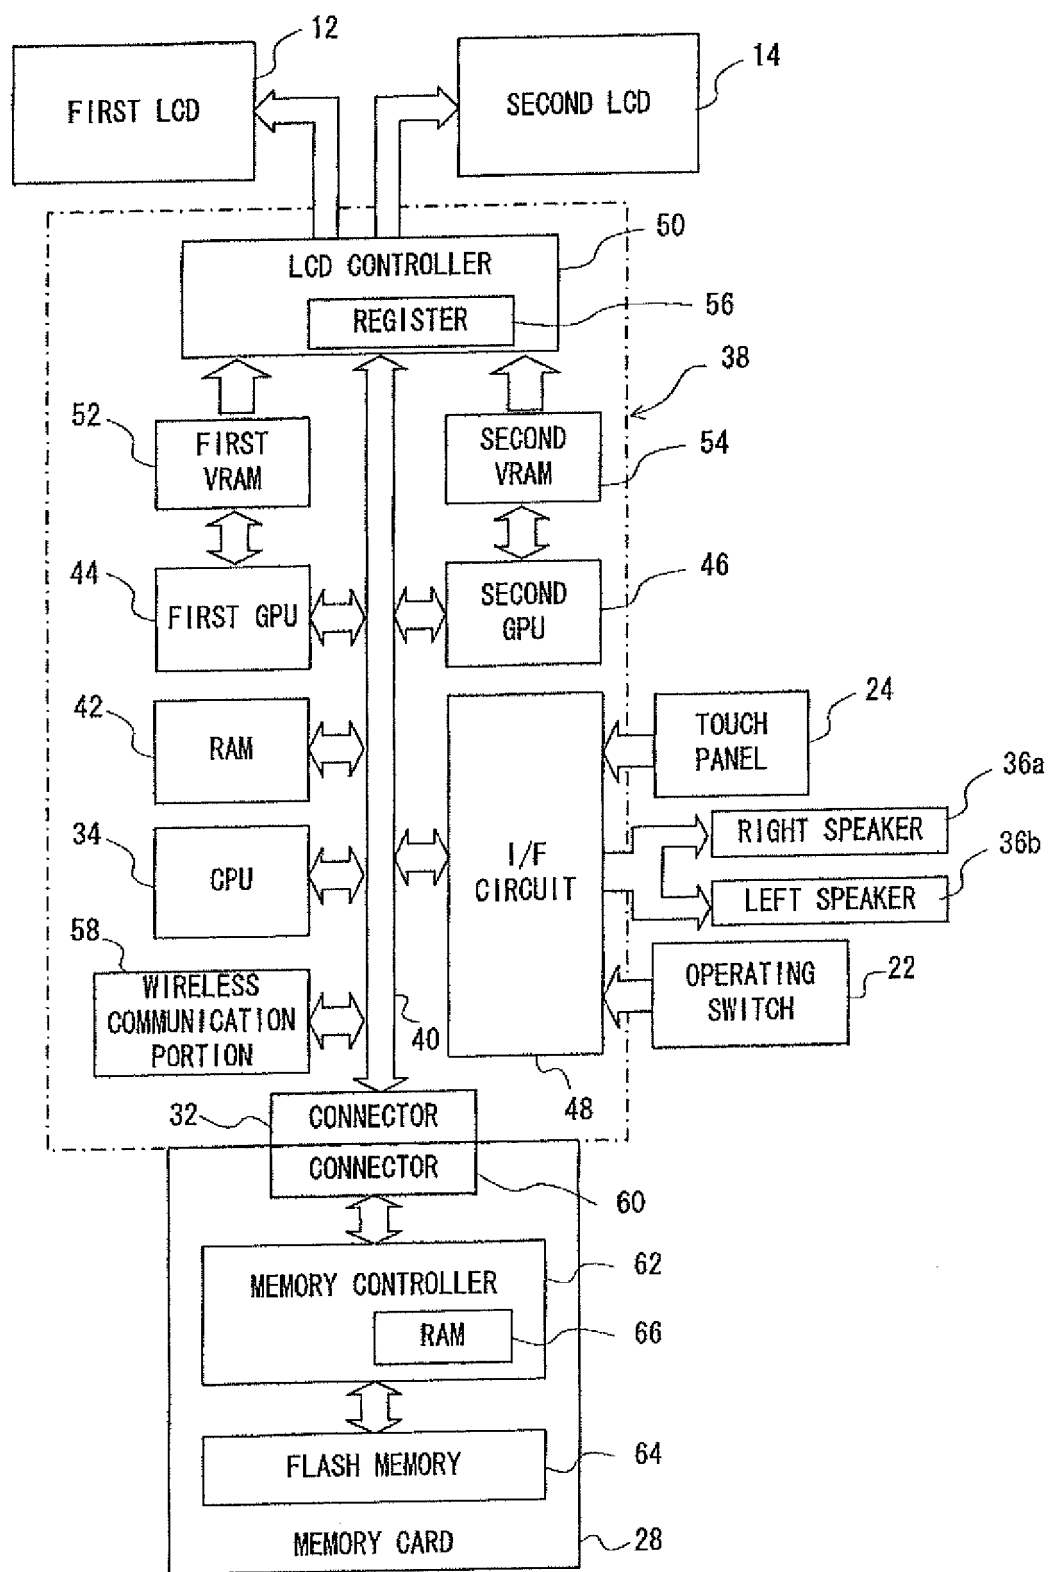 12
FIRST LCD
14
SECOND LCD
50
LCD CONTROLLER
56
REGISTER
38
52
FIRST
VRAM
SECOND
VRAM
54
44
FIRST GPU
46
SECOND
GPU
42
RAM
24
TOUCH
PANEL
36a
RIGHT SPEAKER
34
CPU
I/F
CIRCUIT
36b
LEFT SPEAKER
58
WIRELESS
COMMUNICATION
PORTION
40
OPERATING
SWITCH
22
48
32
CONNECTOR
CONNECTOR
60
MEMORY CONTROLLER
62
RAM
66
FLASH MEMORY
64
MEMORY CARD
28